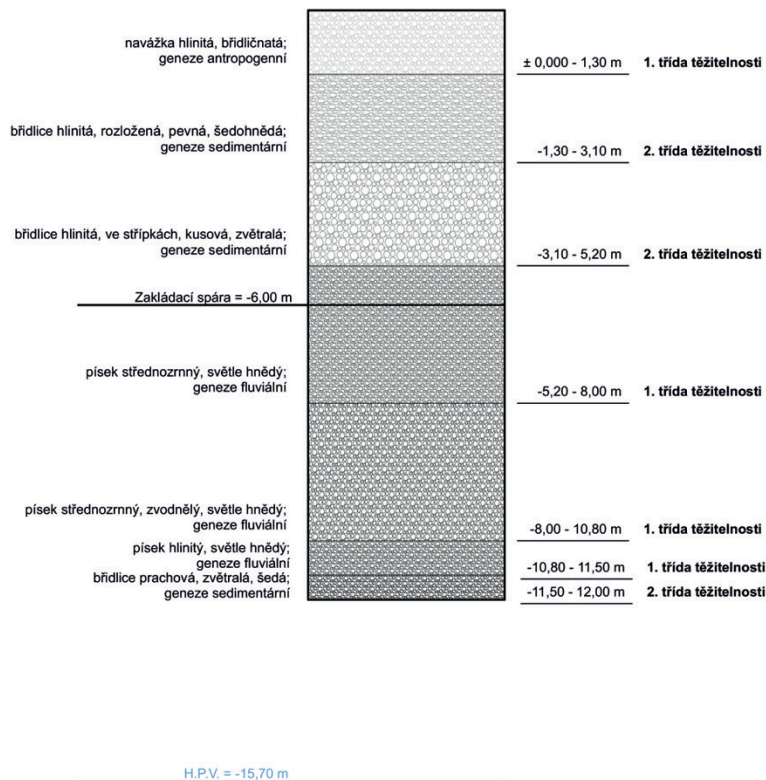 navážka hlinitá, břidličnatá;
geneze antropogenní
± 0,000 - 1,30 m
1. třída těžitelnosti
břidlice hlinitá, rozložená, pevná, šedohnědá;
geneze sedimentární
-1,30 - 3,10 m
2. třída těžitelnosti
břidlice hlinitá, ve střípkách, kusová, zvětralá;
geneze sedimentární
-3,10 - 5,20 m
2. třída těžitelnosti
Zakládací spára = -6,00 m
písek střednozrnný, světle hnědý;
geneze fluviální
-5,20 - 8,00 m
1. třída těžitelnosti
písek střednozrnný, zvodnělý, světle hnědý;
geneze fluviální
-8,00 - 10,80 m
1. třída těžitelnosti
písek hlinitý, světle hnědý;
geneze fluviální
-10,80 - 11,50 m
1. třída těžitelnosti
břidlice prachová, zvětralá, šedá;
geneze sedimentární
-11,50 - 12,00 m
2. třída těžitelnosti
H.P.V. = -15,70 m